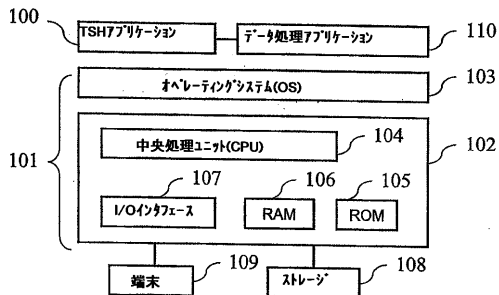 100
TSHアプリケーション
データ処理アプリケーション
110
オペレーティングシステム(OS)
103
101
102
中央処理ユニット(CPU)
104
107
106
105
I/Oインタフェース
RAM
ROM
端末
109
ストレージ
108